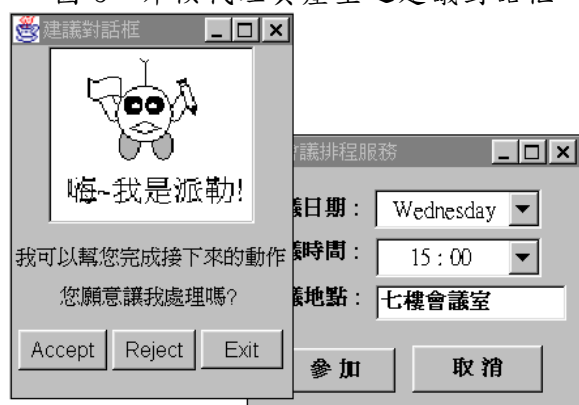 建議對話框
嗨~我是派勒!
我可以幫您完成接下來的動作
您願意讓我處理嗎?
Accept Reject Exit
議排程服務
議日期： Wednesday
議時間： 15 : 00
議地點： 七樓會議室
參 加 取 消